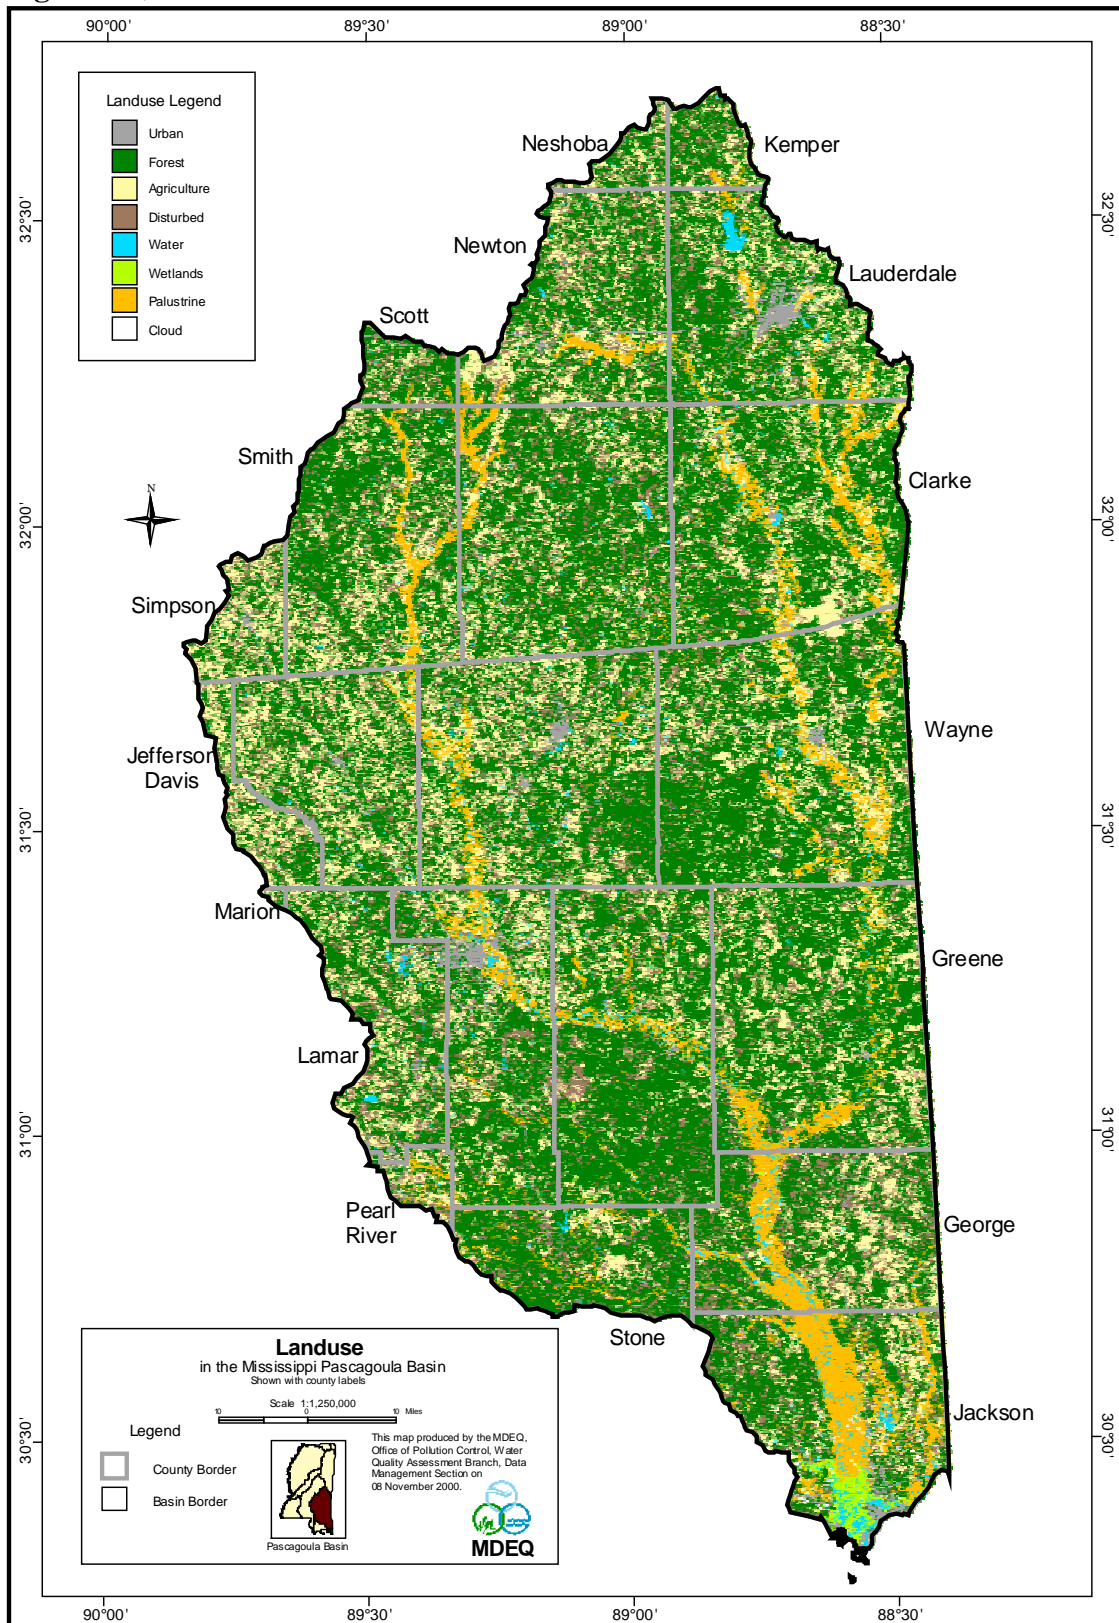 90°00'
89°30'
89°00'
88°30'
Landuse Legend
Urban
Forest
Agriculture
Disturbed
Water
Wetlands
Palustrine
Cloud
Neshoba
Kemper
32°30'
32°30'
Newton
Lauderdale
Scott
Smith
Clarke
N
32°00'
32°00'
Simpson
Wayne
Jefferson
Davis
31°30'
31°30'
Marion
Greene
Lamar
31°00'
31°00'
Pearl
River
George
Stone
Jackson
30°30'
30°30'
Landuse
in the Mississippi Pascagoula Basin
Shown with county labels
Scale 1:1,250,000
10 0 10 Miles
Legend
County Border
Basin Border
Pascagoula Basin
This map produced by the MDEQ,
Office of Pollution Control, Water
Quality Assessment Branch, Data
Management Section on
08 November 2000.
MDEQ
90°00'
89°30'
89°00'
88°30'